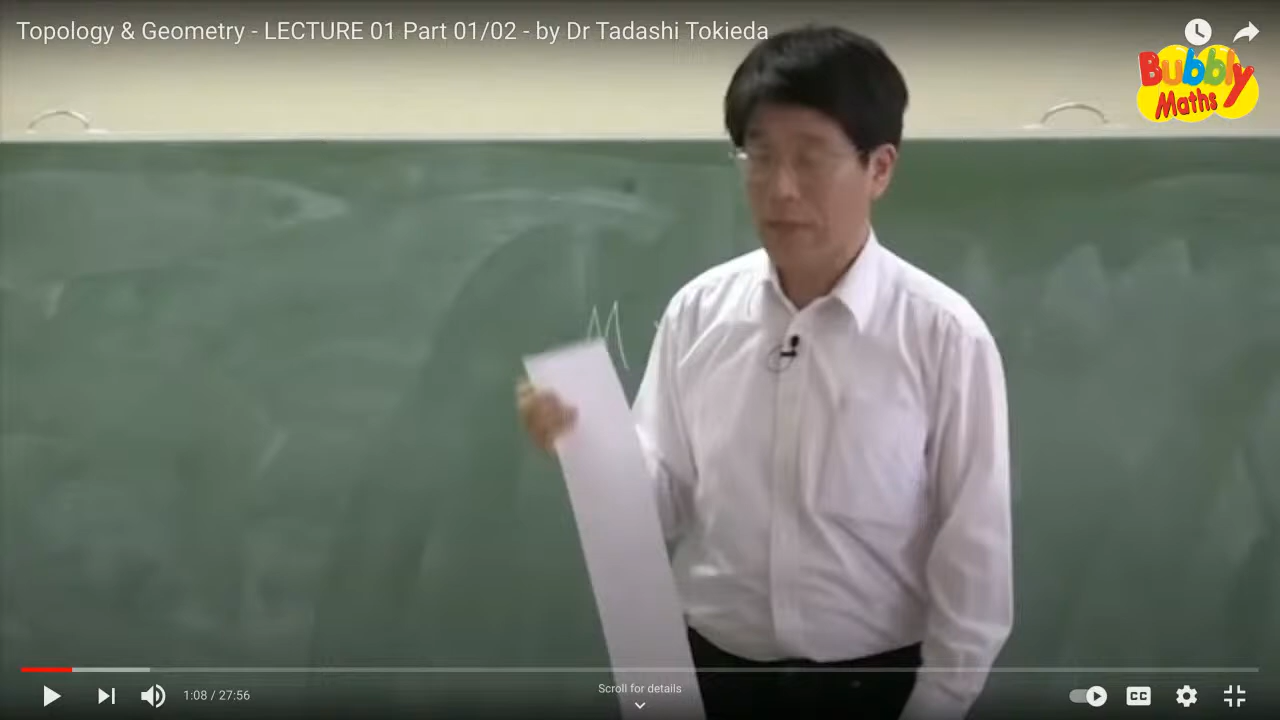 Topology & Geometry - LECTURE 01 Part 01/02 - by Dr Tadashi Tokieda
Bubbly
Maths
M
1:08 / 27:56
Scroll for details
CC